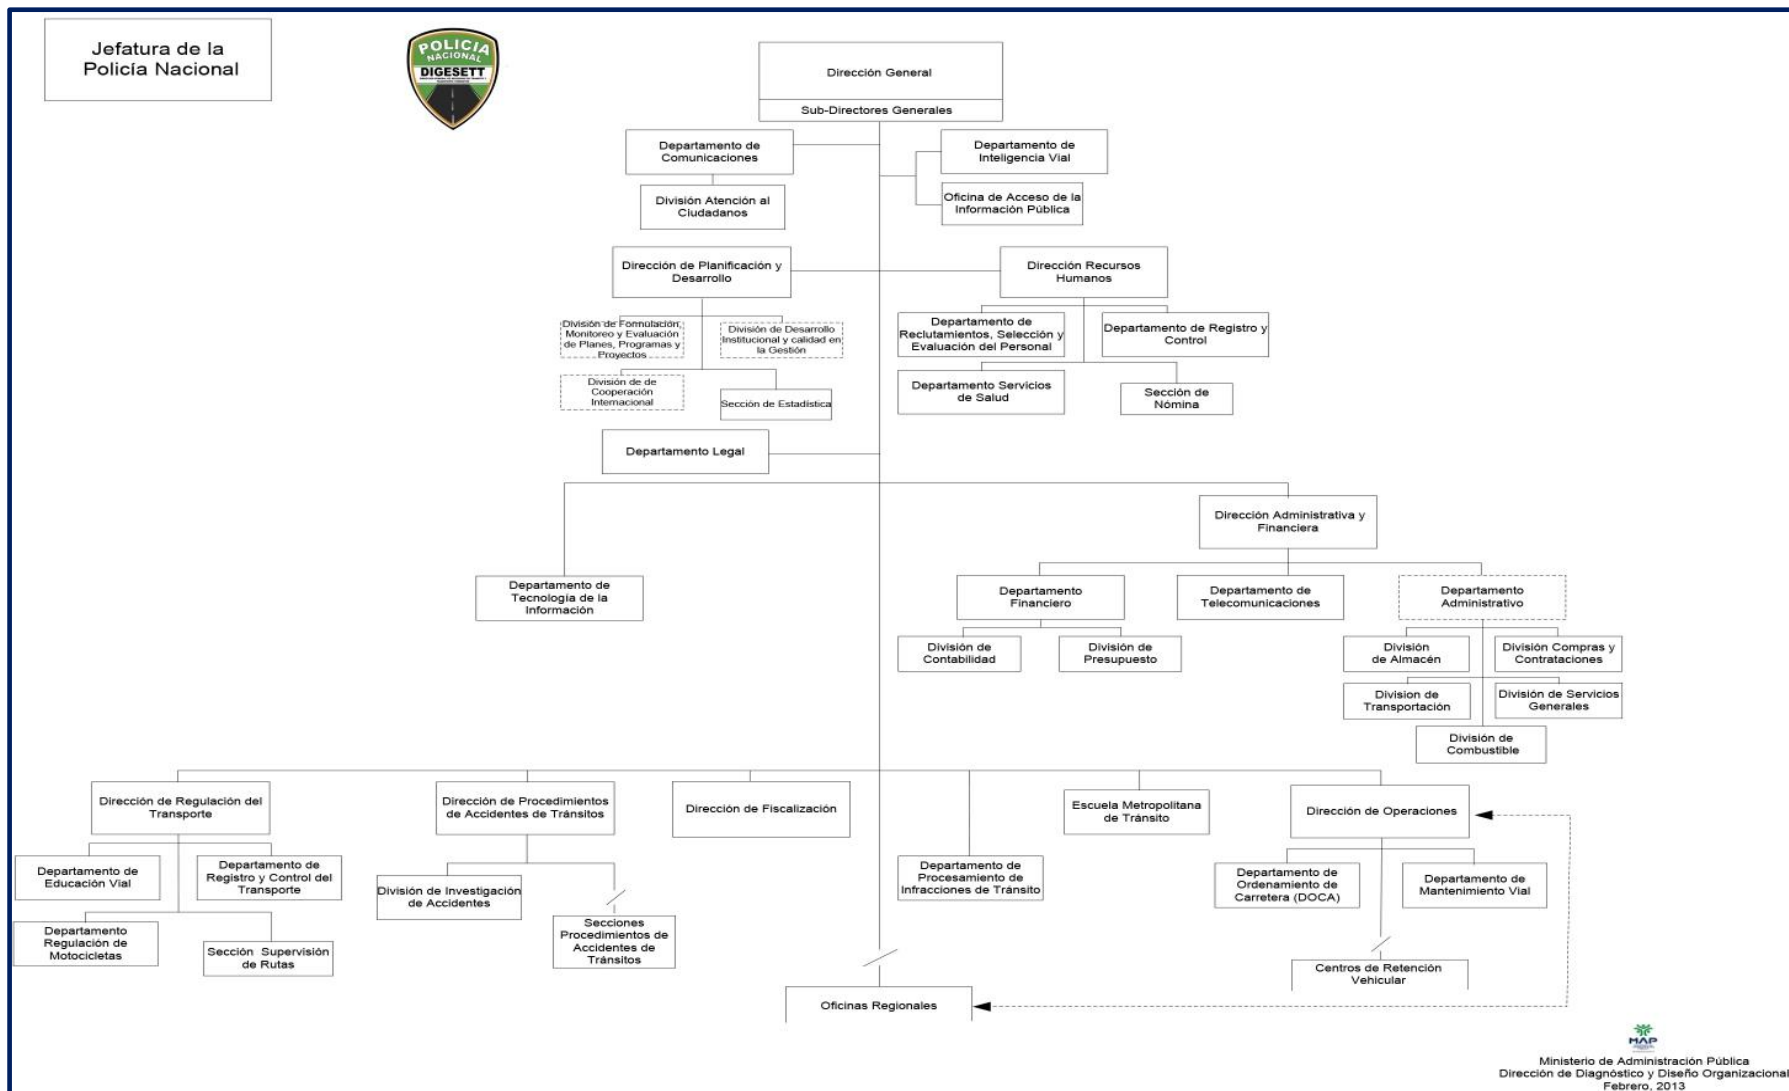 Jefatura de la
Policía Nacional
POLICIA
NACIONAL
DIGESETT
Dirección General
Sub-Directores Generales
Departamento de
Comunicaciones
Departamento de
Inteligencia Vial
División Atención al
Ciudadanos
Oficina de Acceso de la
Información Pública
Dirección de Planificación y
Desarrollo
Dirección Recursos
Humanos
División de Formulación,
Monitoreo y Evaluación
de Planes, Programas y
Proyectos
División de Desarrollo
Institucional y calidad en
la Gestión
Departamento de
Reclutamientos, Selección y
Evaluación del Personal
Departamento de Registro y
Control
División de de
Cooperación
Internacional
Sección de Estadística
Departamento Servicios
de Salud
Sección de
Nómina
Departamento Legal
Dirección Administrativa y
Financiera
Departamento de
Tecnología de la
Información
Departamento
Financiero
Departamento de
Telecomunicaciones
Departamento
Administrativo
División de
Contabilidad
División de
Presupuesto
División
de Almacén
División Compras y
Contrataciones
Division de
Transportación
División de Servicios
Generales
División de
Combustible
Dirección de Regulación del
Transporte
Dirección de Procedimientos
de Accidentes de Tránsitos
Dirección de Fiscalización
Escuela Metropolitana
de Tránsito
Dirección de Operaciones
Departamento de
Educación Vial
Departamento de
Registro y Control del
Transporte
División de Investigación
de Accidentes
Departamento de
Procesamiento de
Infracciones de Tránsito
Departamento de
Ordenamiento de
Carretera (DOCA)
Departamento de
Mantenimiento Vial
Departamento
Regulación de
Motocicletas
Sección Supervisión
de Rutas
Secciones
Procedimientos de
Accidentes de
Tránsitos
Centros de Retención
Vehicular
Oficinas Regionales
MAP
Ministerio de Administración Pública
Dirección de Diagnóstico y Diseño Organizacional
Febrero, 2013